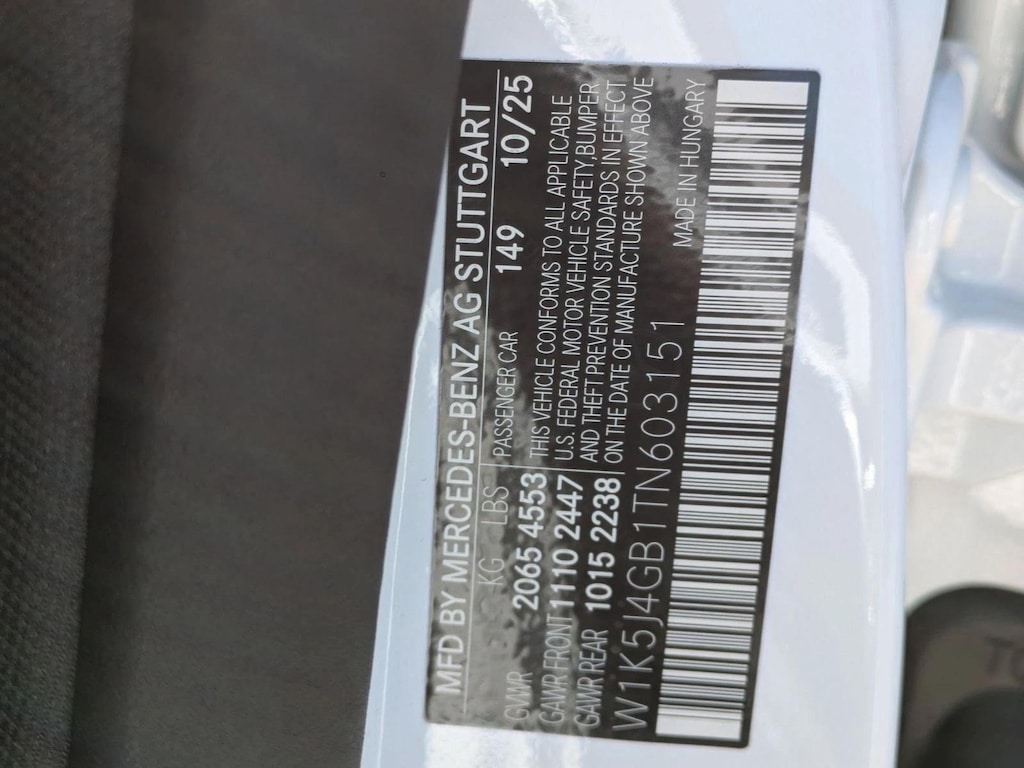 MFD BY MERCEDES-BENZ AG STUTTGART
KG LBS PASSENGER CAR 149 10/25
GWR 2065 4553 THIS VEHICLE CONFORMS TO ALL APPLICABLE
GAWR FRONT 1110 2447 U.S. FEDERAL MOTOR VEHICLE SAFETY,BUMPER,
GAWR REAR 1015 2238 AND THEFT PREVENTION STANDARDS IN EFFECT
ON THE DATE OF MANUFACTURE SHOWN ABOVE
W1K5J4GB1TN603151 MADE IN HUNGARY